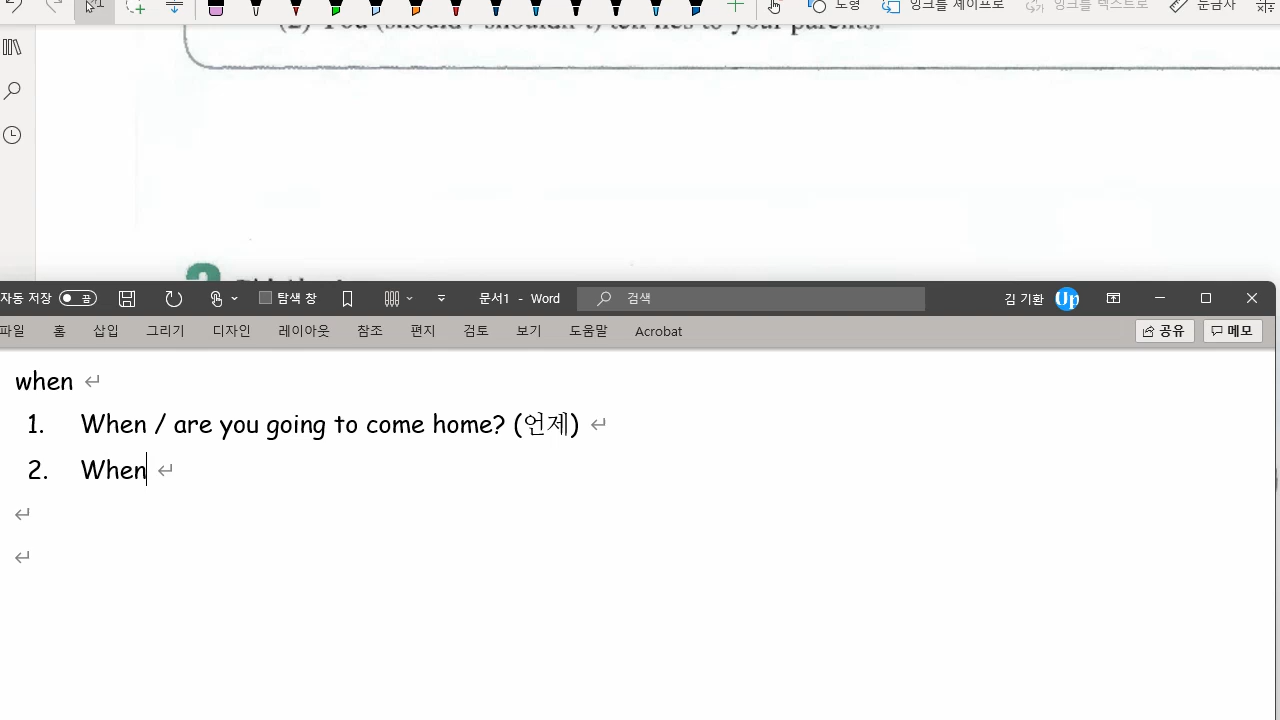 잉크를 셰이프로 잉크를 텍스트로 눈금자
(2) You (should / shouldn't) tell lies to your parents.
자동 저장 끔 탐색 창 문서1 - Word 검색 김 기환 Up
파일 홈 삽입 그리기 디자인 레이아웃 참조 편지 검토 보기 도움말 Acrobat 공유 메모
when
1. When / are you going to come home? (언제)
2. When